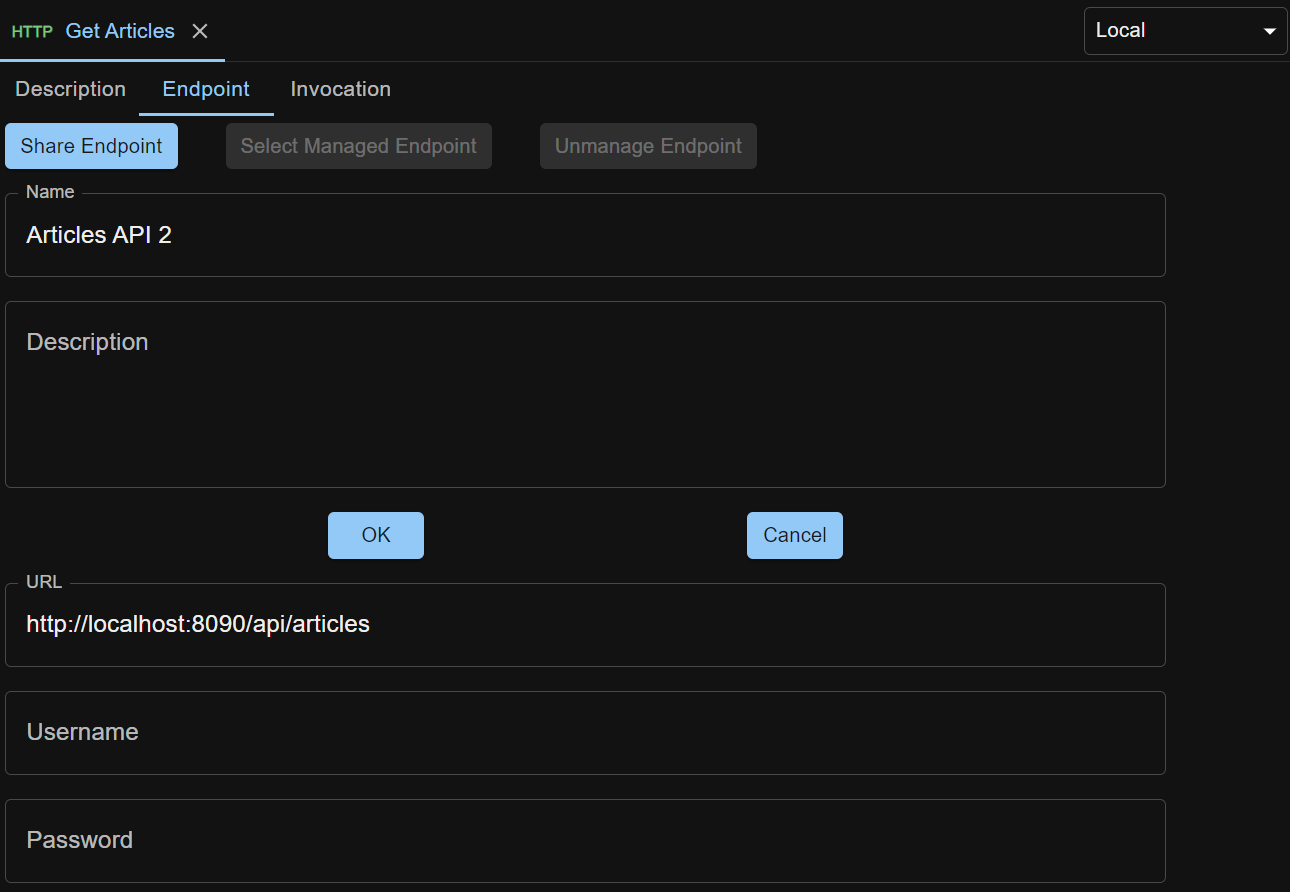 HTTP Get Articles Local
Description Endpoint Invocation
Share Endpoint Select Managed Endpoint Unmanage Endpoint
Name
Articles API 2
Description
OK Cancel
URL
http://localhost:8090/api/articles
Username
Password